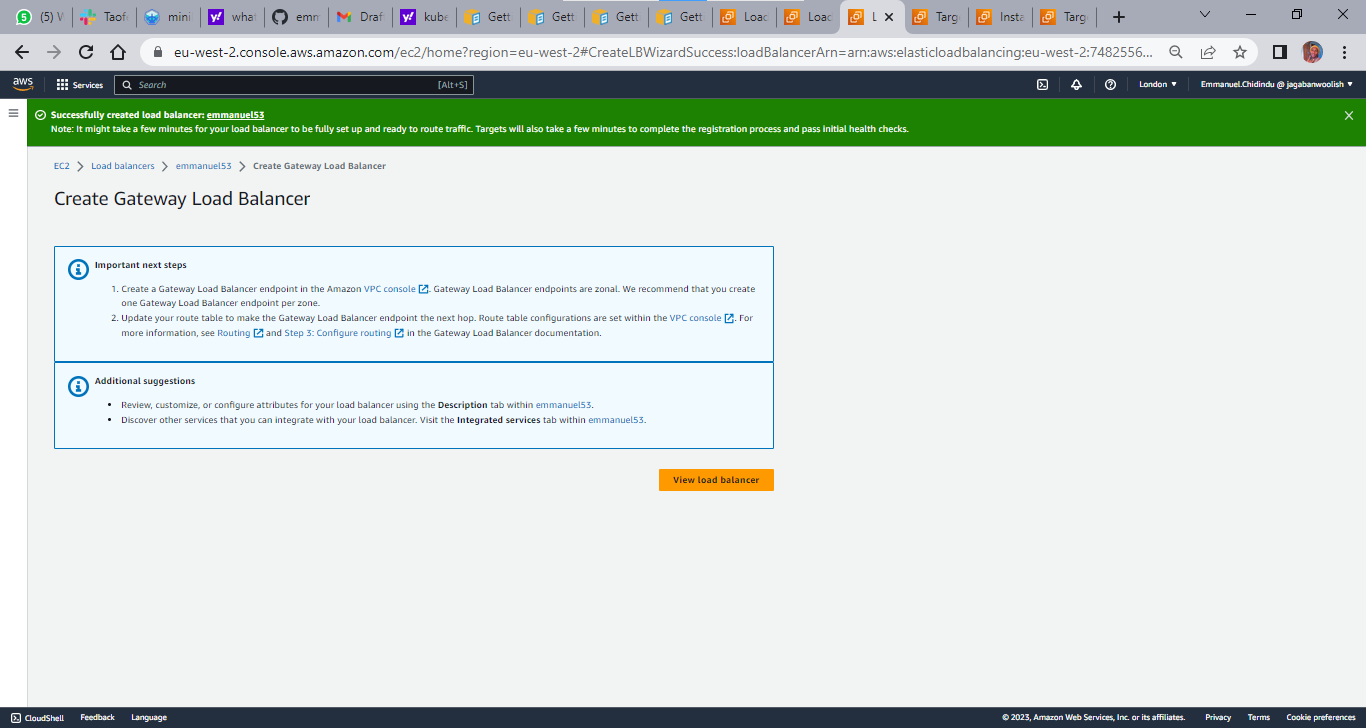 (5) W
Taof
mini
what
emm
Draf
kube
Gett
Gett
Gett
Gett
Load
Load
L
Targ
Insta
Targ
eu-west-2.console.aws.amazon.com/ec2/home?region=eu-west-2#CreateLBWizardSuccess:loadBalancerArn=arn:aws:elasticloadbalancing:eu-west-2:7482556...
aws
Services
Search
[Alt+S]
London
Emmanuel.Chidindu @ jagabanwoolish
Successfully created load balancer: emmanuel53
Note: It might take a few minutes for your load balancer to be fully set up and ready to route traffic. Targets will also take a few minutes to complete the registration process and pass initial health checks.
EC2 > Load balancers > emmanuel53 > Create Gateway Load Balancer
Create Gateway Load Balancer
Important next steps
1. Create a Gateway Load Balancer endpoint in the Amazon VPC console. Gateway Load Balancer endpoints are zonal. We recommend that you create
one Gateway Load Balancer endpoint per zone.
2. Update your route table to make the Gateway Load Balancer endpoint the next hop. Route table configurations are set within the VPC console. For
more information, see Routing and Step 3: Configure routing in the Gateway Load Balancer documentation.
Additional suggestions
• Review, customize, or configure attributes for your load balancer using the Description tab within emmanuel53.
• Discover other services that you can integrate with your load balancer. Visit the Integrated services tab within emmanuel53.
View load balancer
CloudShell
Feedback
Language
© 2023, Amazon Web Services, Inc. or its affiliates.
Privacy
Terms
Cookie preferences